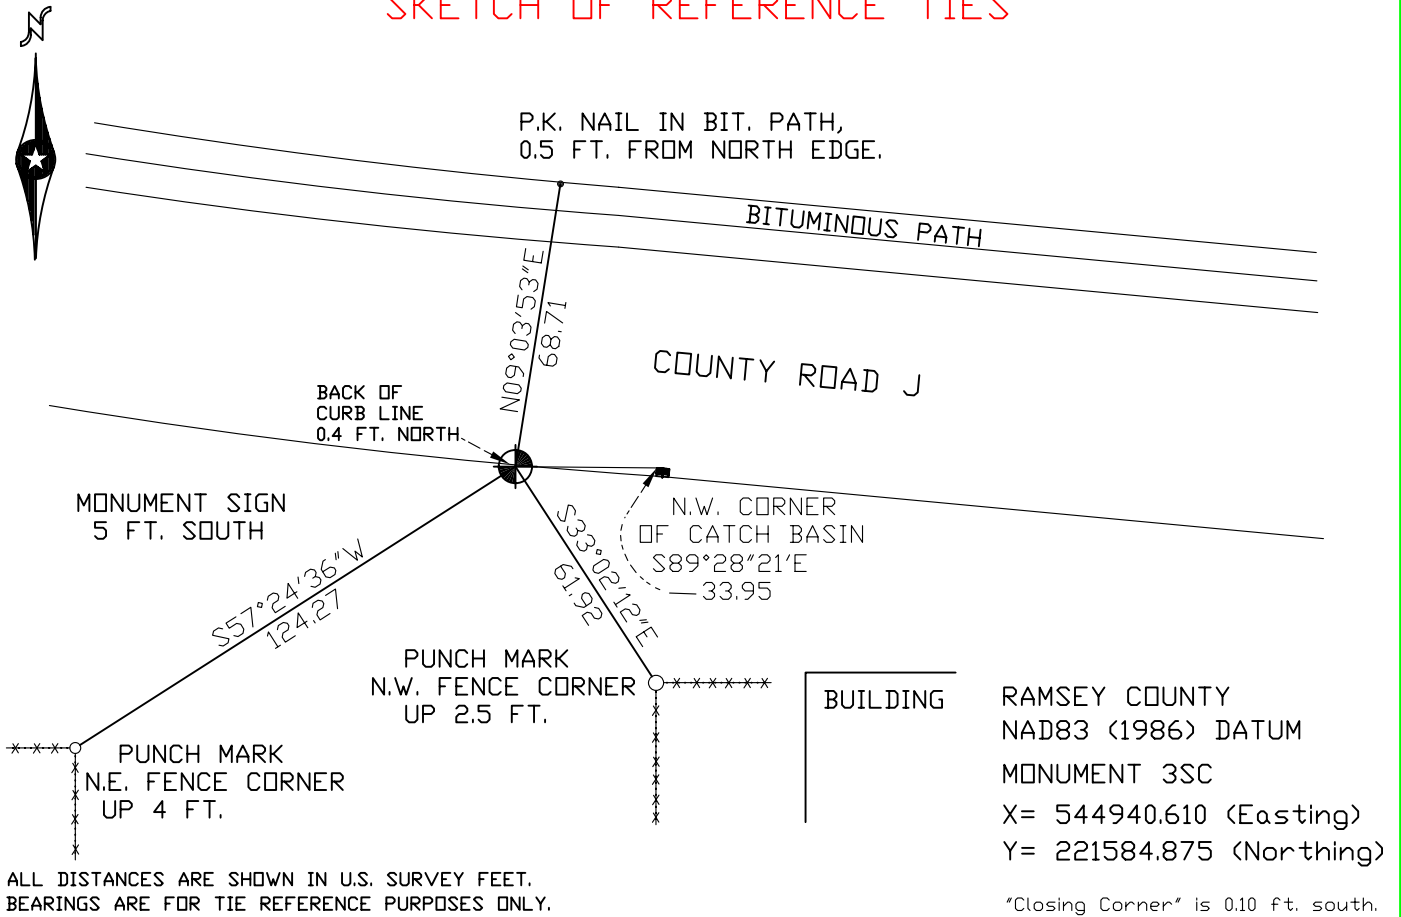 SKETCH OF REFERENCE TIES
N
P.K. NAIL IN BIT. PATH,
0.5 FT. FROM NORTH EDGE.
BITUMINOUS PATH
N09°03'53"E
68.71
COUNTY ROAD J
BACK OF
CURB LINE
0.4 FT. NORTH
MONUMENT SIGN
5 FT. SOUTH
N.W. CORNER
OF CATCH BASIN
S89°28"21'E
33.95
S33°02'12"E
61.92
S57°24'36"W
124.27
PUNCH MARK
N.W. FENCE CORNER
UP 2.5 FT.
PUNCH MARK
N.E. FENCE CORNER
UP 4 FT.
BUILDING
RAMSEY COUNTY
NAD83 (1986) DATUM
MONUMENT 3SC
X= 544940.610 (Easting)
Y= 221584.875 (Northing)
ALL DISTANCES ARE SHOWN IN U.S. SURVEY FEET.
BEARINGS ARE FOR TIE REFERENCE PURPOSES ONLY.
"Closing Corner" is 0.10 ft. south.